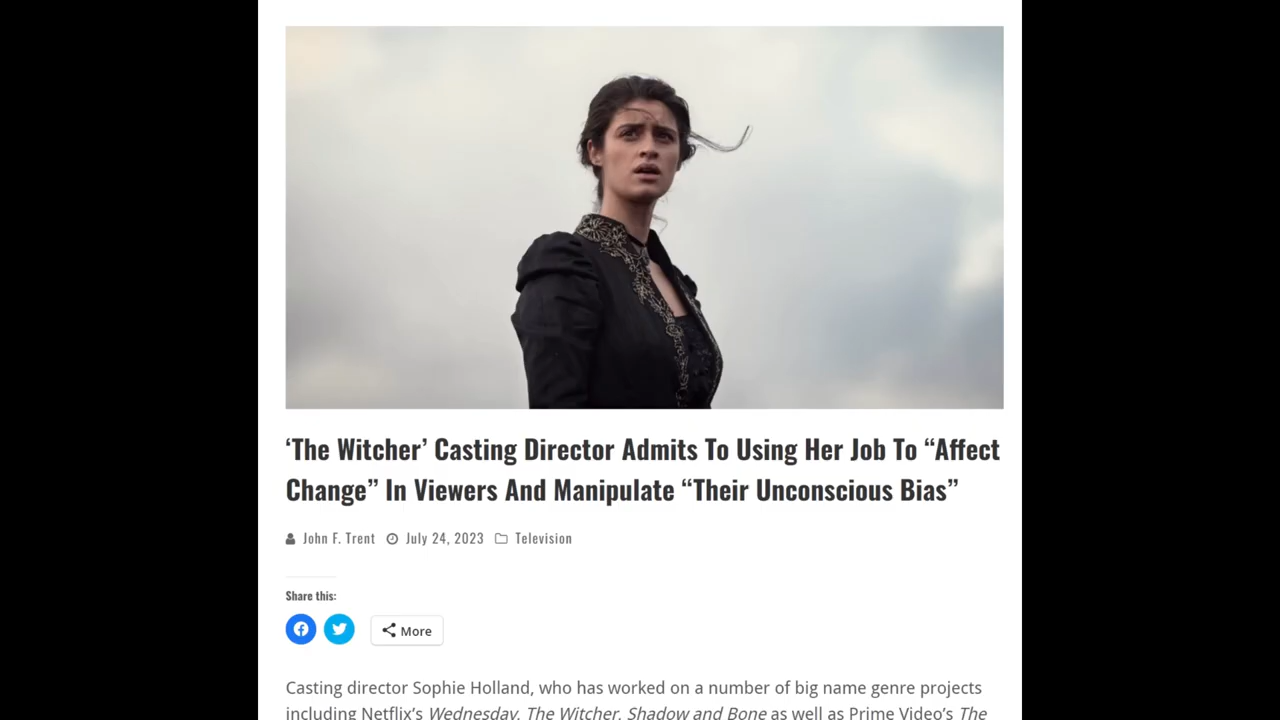 ‘The Witcher’ Casting Director Admits To Using Her Job To “Affect
Change” In Viewers And Manipulate “Their Unconscious Bias”
John F. Trent July 24, 2023 Television
Share this:
More
Casting director Sophie Holland, who has worked on a number of big name genre projects
including Netflix’s Wednesday, The Witcher, Shadow and Bone as well as Prime Video’s The